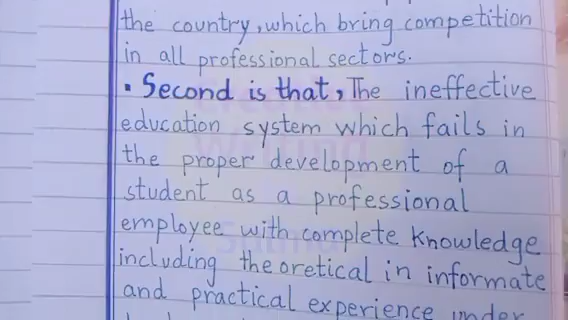 the country, which bring competition
in all professional sectors.
• Second is that, The ineffective
education system which fails in
the proper development of a
student as a professional
employee with complete knowledge
including theoretical in informate
and practical experience under